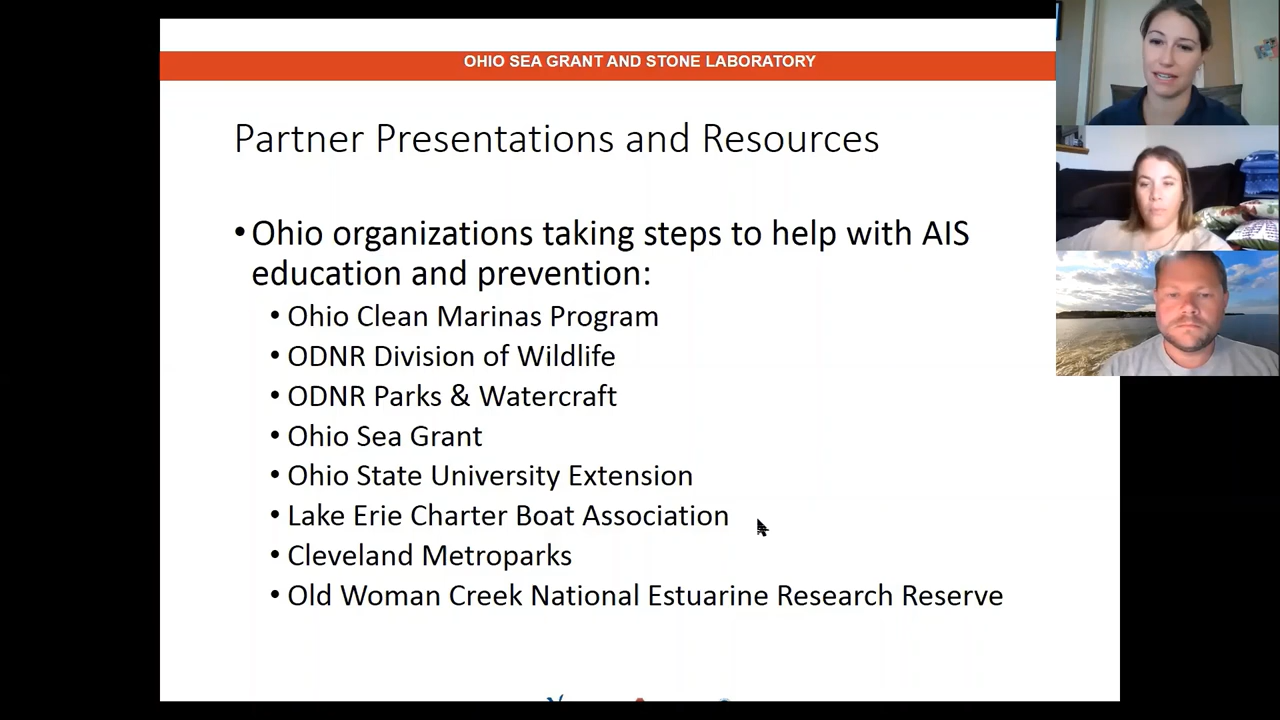 OHIO SEA GRANT AND STONE LABORATORY
Partner Presentations and Resources
• Ohio organizations taking steps to help with AIS
education and prevention:
• Ohio Clean Marinas Program
• ODNR Division of Wildlife
• ODNR Parks & Watercraft
• Ohio Sea Grant
• Ohio State University Extension
• Lake Erie Charter Boat Association
• Cleveland Metroparks
• Old Woman Creek National Estuarine Research Reserve